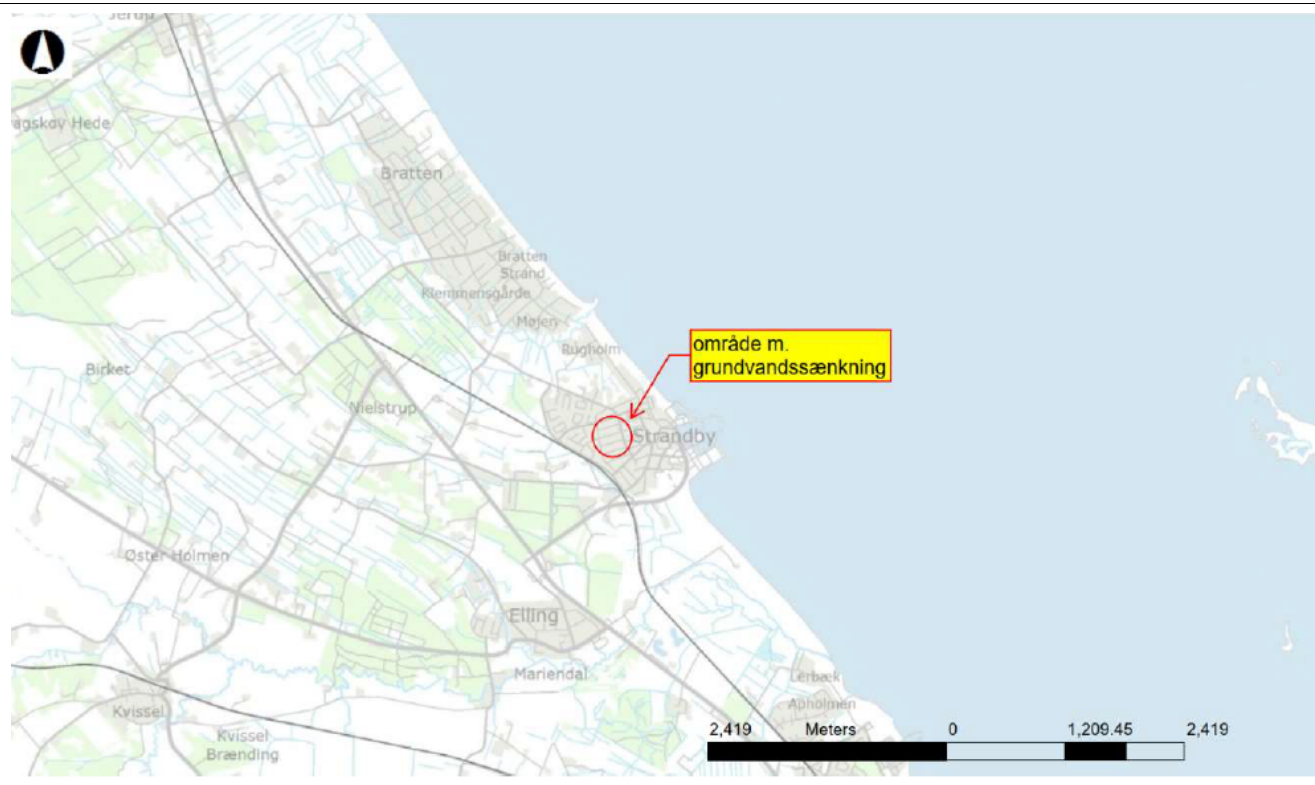 Jerup
agskov Hede
Bratten
Bratten
Strand
Klemmensgårde
Møjen
Rugholm
område m.
grundvandssænkning
Birket
Nielstrup
Strandby
Øster Holmen
Elling
Mariendal
Lerbæk
Apholmen
Kvissel
Kvissel
Brænding
2,419 Meters 0 1,209.45 2,419